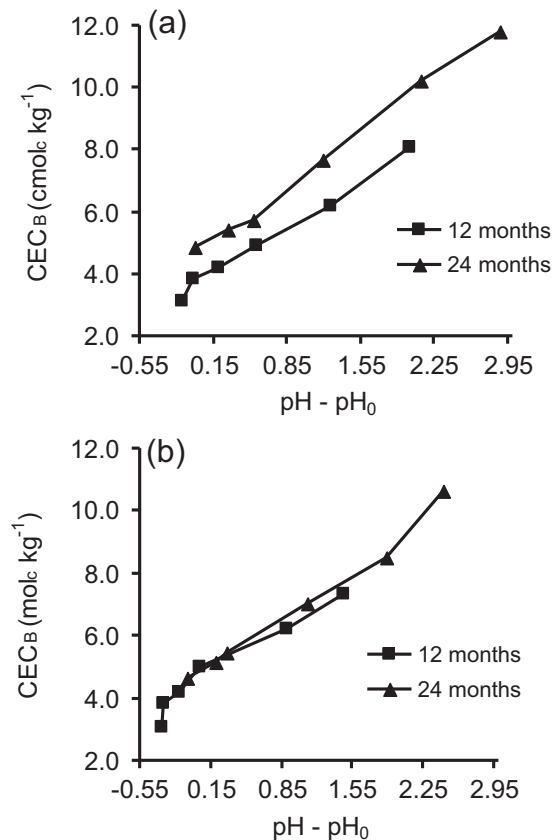 (a)
12.0
10.0
8.0
6.0
4.0
2.0
CECB (cmolc kg-1)
12 months
24 months
-0.55 0.15 0.85 1.55 2.25 2.95
pH - pH0
(b)
12.0
10.0
8.0
6.0
4.0
2.0
CECB (molc kg-1)
12 months
24 months
-0.55 0.15 0.85 1.55 2.25 2.95
pH - pH0